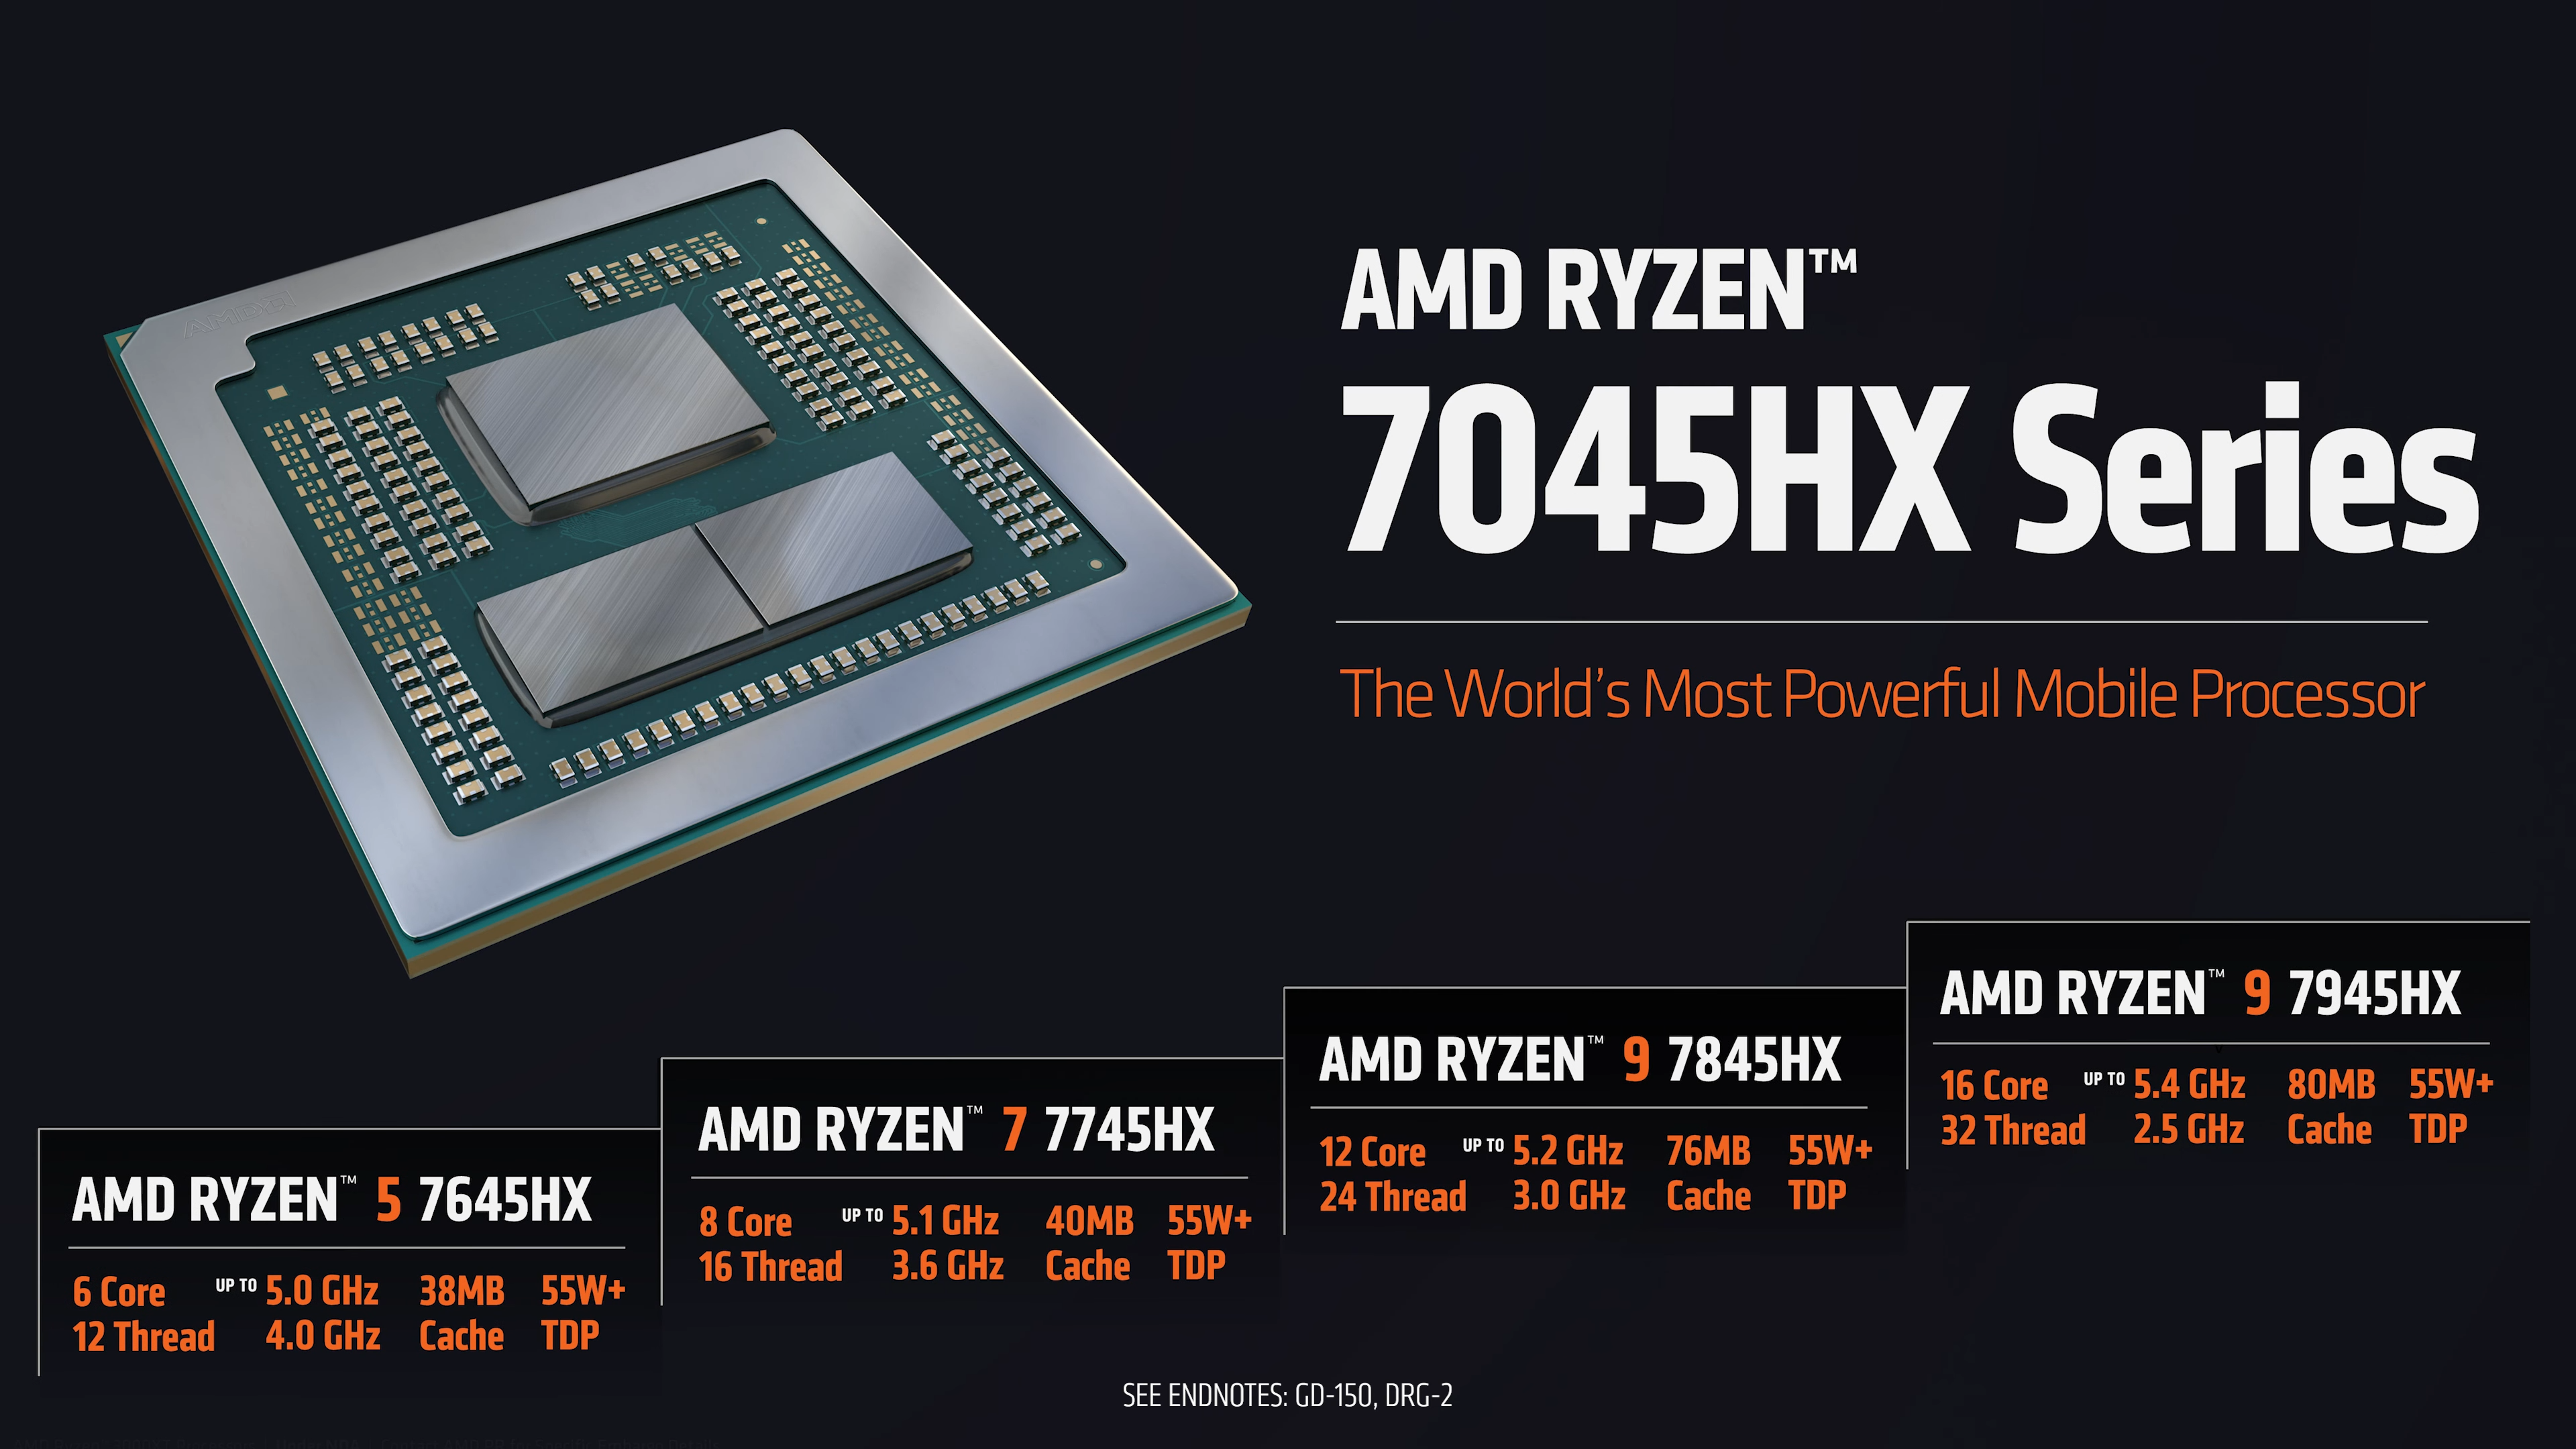 AMD
AMD RYZEN™
7045HX Series
The World's Most Powerful Mobile Processor
AMD RYZEN™ 5 7645HX
6 Core UP TO 5.0 GHz 38MB 55W+
12 Thread 4.0 GHz Cache TDP
AMD RYZEN™ 7 7745HX
8 Core UP TO 5.1 GHz 40MB 55W+
16 Thread 3.6 GHz Cache TDP
AMD RYZEN™ 9 7845HX
12 Core UP TO 5.2 GHz 76MB 55W+
24 Thread 3.0 GHz Cache TDP
AMD RYZEN™ 9 7945HX
16 Core UP TO 5.4 GHz 80MB 55W+
32 Thread 2.5 GHz Cache TDP
SEE ENDNOTES: GD-150, DRG-2